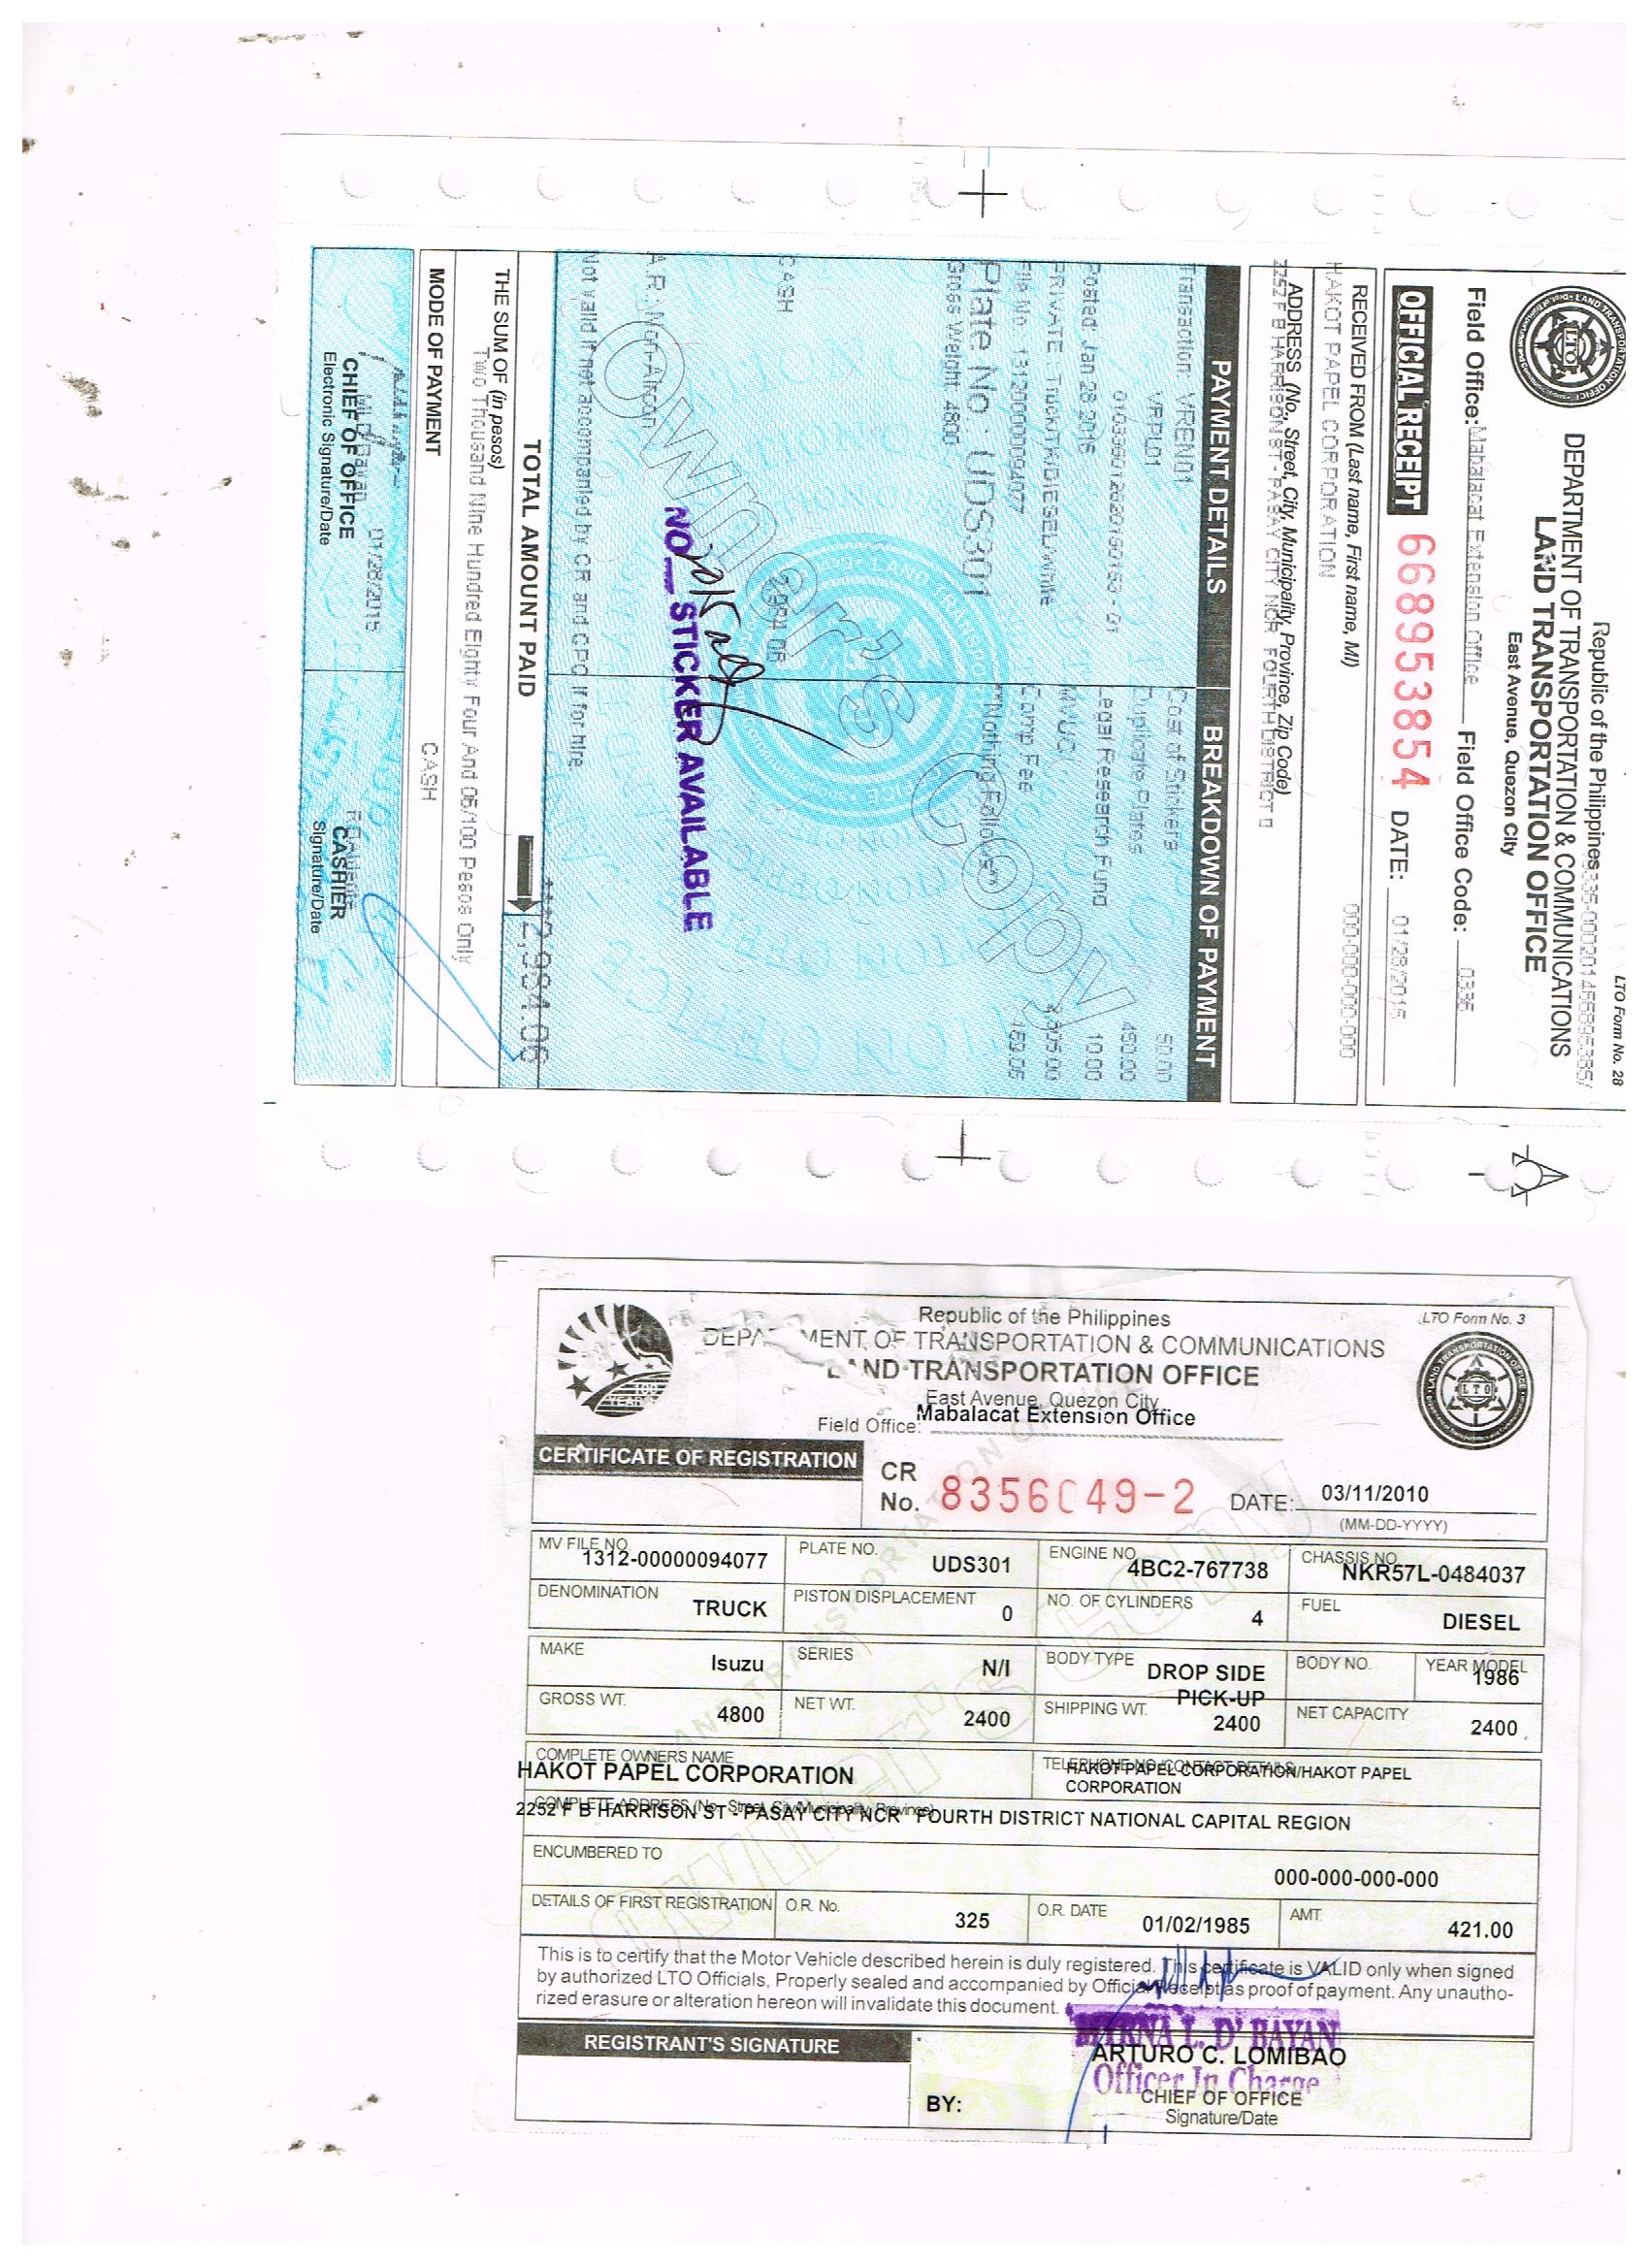 LTO Form No. 28
Republic of the Philippines
DEPARTMENT OF TRANSPORTATION & COMMUNICATIONS
LAND TRANSPORTATION OFFICE
East Avenue, Quezon City
Field Office: Mabalacat Extension Office Field Office Code: 0336
OFFICIAL RECEIPT 668953854 DATE: 01/28/2015
RECEIVED FROM (Last name, First name, MI) 000-000-000-000
HAKOT PAPEL CORPORATION
ADDRESS (No, Street, City, Municipality, Province, Zip Code)
2252 F B HARRISON ST - PASAY CITY NCR FOURTH DISTRICT
PAYMENT DETAILS BREAKDOWN OF PAYMENT
Transaction VREN01 Cost of Stickers 50.00
VRPL01 Duplicate Plates 450.00
- 01 Legal Research Fund 10.00
Posted: Jan 28 2015 MVUC
PRIVATE Truck White Comp Fee 169.06
File No 1312-00000094077 **Nothing Follows**
Plate No : UDS301
Gross Weight 4800
CASH 2984.06
NO STICKER AVAILABLE
A.R.: Non-Aircon
Owner's Copy
Not valid if not accompanied by CR and CPC if for hire.
TOTAL AMOUNT PAID 2,984.06
THE SUM OF (in pesos)
Two Thousand Nine Hundred Eighty Four And 06/100 Pesos Only
MODE OF PAYMENT CASH
01/28/2015
CHIEF OF OFFICE CASHIER
Electronic Signature/Date Signature/Date
Republic of the Philippines LTO Form No. 3
DEPA MENT OF TRANSPORTATION & COMMUNICATIONS
L ND TRANSPORTATION OFFICE
East Avenue, Quezon City
Field Office: Mabalacat Extension Office
100 YEARS
LAND TRANSPORTATION OFFICE
LTO
CERTIFICATE OF REGISTRATION
CR No. 8356C49-2 DATE: 03/11/2010
(MM-DD-YYYY)
MV FILE NO. 1312-00000094077 PLATE NO. UDS301 ENGINE NO. 4BC2-767738 CHASSIS NO. NKR57L-0484037
DENOMINATION TRUCK PISTON DISPLACEMENT 0 NO. OF CYLINDERS 4 FUEL DIESEL
MAKE Isuzu SERIES N/I BODY TYPE DROP SIDE PICK-UP BODY NO. YEAR MODEL 1986
GROSS WT. 4800 NET WT. 2400 SHIPPING WT. 2400 NET CAPACITY 2400
COMPLETE OWNERS NAME TELEPHONE NO./CONTACT DETAILS
HAKOT PAPEL CORPORATION HAKOT PAPEL CORPORATION/HAKOT PAPEL
CORPORATION
COMPLETE ADDRESS (No., Street, City/Municipality, Province)
2252 F B HARRISON ST - PASAY CITY NCR FOURTH DISTRICT NATIONAL CAPITAL REGION
ENCUMBERED TO
000-000-000-000
DETAILS OF FIRST REGISTRATION O.R. No. 325 O.R. DATE 01/02/1985 AMT. 421.00
This is to certify that the Motor Vehicle described herein is duly registered. This certificate is VALID only when signed
by authorized LTO Officials, Properly sealed and accompanied by Official Receipt as proof of payment. Any unautho-
rized erasure or alteration hereon will invalidate this document.
REGISTRANT'S SIGNATURE
MIRNA L. D' BAYAN
ARTURO C. LOMIBAO
Officer In Charge
BY: CHIEF OF OFFICE
Signature/Date